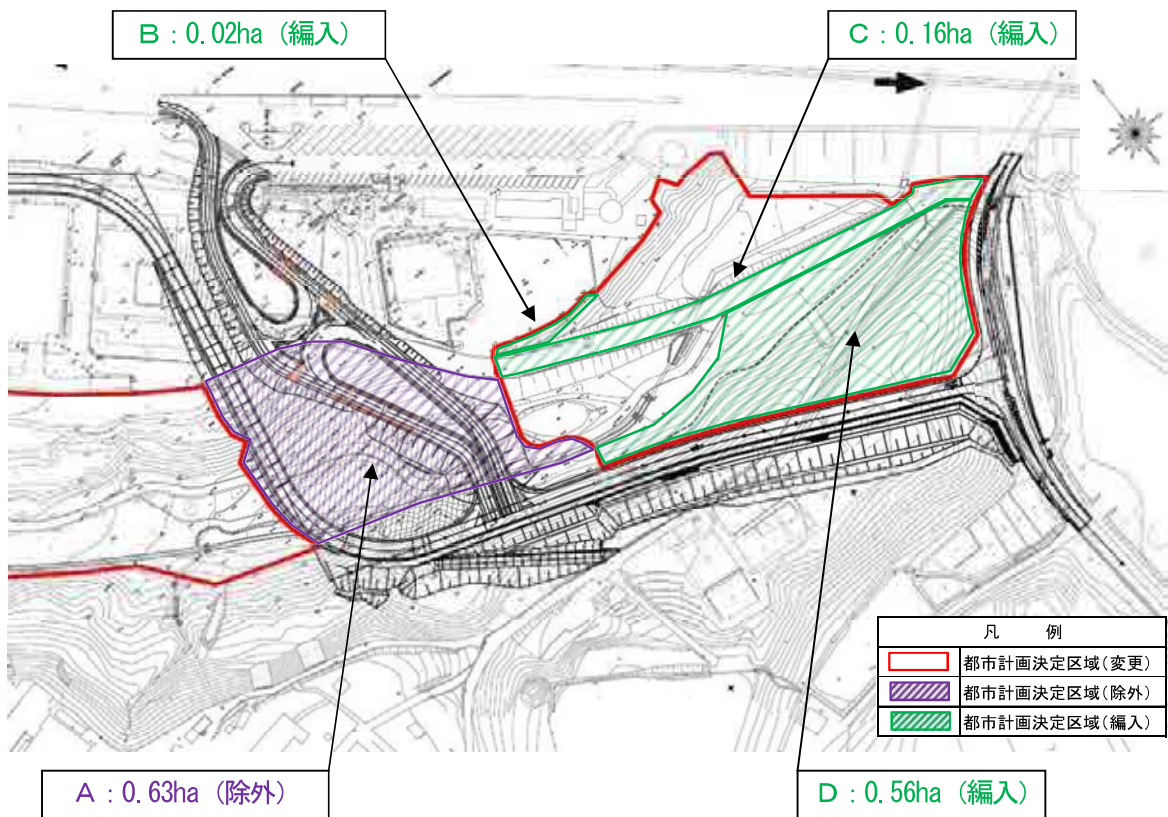 B:0.02ha (編入)
C:0.16ha (編入)
凡 例
都市計画決定区域(変更)
都市計画決定区域(除外)
都市計画決定区域(編入)
A:0.63ha (除外)
D:0.56ha (編入)